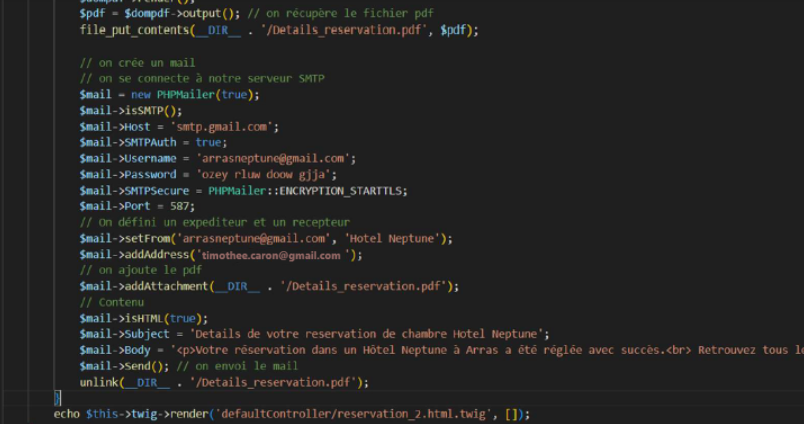 $dompdf->render();
$pdf = $dompdf->output(); // on récupère le fichier pdf
file_put_contents(__DIR__ . '/Details_reservation.pdf', $pdf);
// on crée un mail
// on se connecte à notre serveur SMTP
$mail = new PHPMailer(true);
$mail->isSMTP();
$mail->Host = 'smtp.gmail.com';
$mail->SMTPAuth = true;
$mail->Username = 'arrasneptune@gmail.com';
$mail->Password = 'ozey rluw doow gjja';
$mail->SMTPSecure = PHPMailer::ENCRYPTION_STARTTLS;
$mail->Port = 587;
// On défini un expediteur et un recepteur
$mail->setFrom('arrasneptune@gmail.com', 'Hotel Neptune');
$mail->addAddress('timothee.caron@gmail.com ');
// on ajoute le pdf
$mail->addAttachment(__DIR__ . '/Details_reservation.pdf');
// Contenu
$mail->isHTML(true);
$mail->Subject = 'Details de votre reservation de chambre Hotel Neptune';
$mail->Body = '<p>Votre réservation dans un Hôtel Neptune à Arras a été réglée avec succès.<br> Retrouvez tous le
$mail->Send(); // on envoi le mail
unlink(__DIR__ . '/Details_reservation.pdf');
}
echo $this->twig->render('defaultController/reservation_2.html.twig', []);